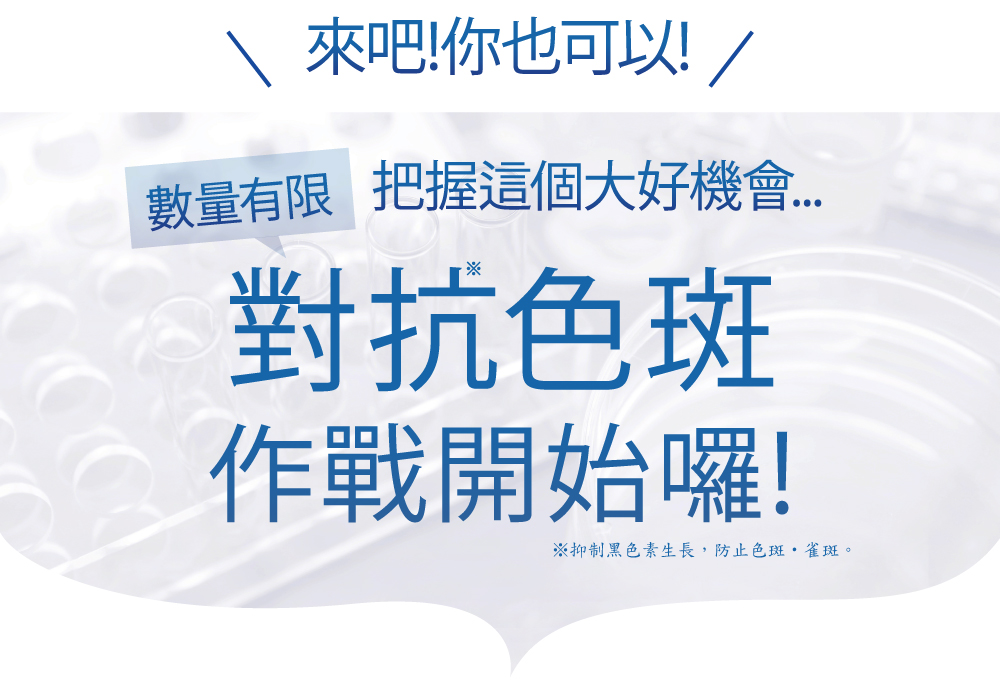 來吧!你也可以!
數量有限
把握這個大好機會...
對抗※色斑
作戰開始囉!
※抑制黑色素生長，防止色斑・雀斑。